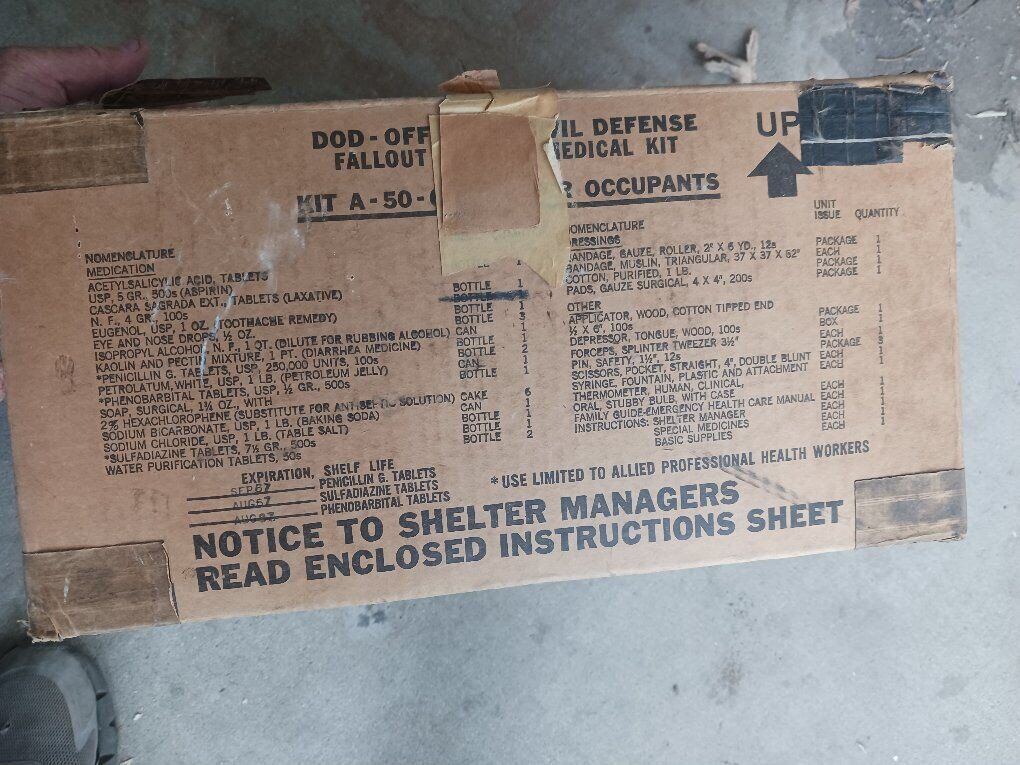 DOD - OFF
VIL DEFENSE
UP
FALLOUT
MEDICAL KIT
KIT A - 50 -
R OCCUPANTS
NOMENCLATURE
MEDICATION
ACETYLSALICYLIC ACID, TABLETS
USP, 5 GR., 500s (ASPIRIN)
CASCARA SAGRADA EXT., TABLETS (LAXATIVE)
N. F., 4 GR., 100s
EUGENOL, USP, 1 OZ. (TOOTHACHE REMEDY)
EYE AND NOSE DROPS, ½ OZ.
ISOPROPYL ALCOHOL, N. F., 1 QT. (DILUTE FOR RUBBING ALCOHOL)
KAOLIN AND PECTIN MIXTURE, 1 PT. (DIARRHEA MEDICINE)
*PENICILLIN G. TABLETS, USP, 250,000 UNITS, 100s
PETROLATUM, WHITE, USP, 1 LB. (PETROLEUM JELLY)
*PHENOBARBITAL TABLETS, USP, ½ GR., 500s
SOAP, SURGICAL, 1¾ OZ., WITH
2% HEXACHLOROPHENE (SUBSTITUTE FOR ANTISEPTIC SOLUTION)
SODIUM BICARBONATE, USP, 1 LB. (BAKING SODA)
SODIUM CHLORIDE, USP, 1 LB. (TABLE SALT)
*SULFADIAZINE TABLETS, 7½ GR., 500s
WATER PURIFICATION TABLETS, 50s
1
BOTTLE 1
BOTTLE 1
BOTTLE 3
CAN 1
BOTTLE 2
CAN 1
BOTTLE 1
CAKE 6
CAN 1
BOTTLE 1
BOTTLE 1
BOTTLE 2
NOMENCLATURE
DRESSINGS
BANDAGE, GAUZE, ROLLER, 2" X 6 YD., 12s
BANDAGE, MUSLIN, TRIANGULAR, 37 X 37 X 52"
COTTON, PURIFIED, 1 LB.
PADS, GAUZE SURGICAL, 4 X 4", 200s
OTHER
APPLICATOR, WOOD, COTTON TIPPED END
X 6", 100s
DEPRESSOR, TONGUE, WOOD, 100s
FORCEPS, SPLINTER TWEEZER 3½"
PIN, SAFETY, 1½", 12s
SCISSORS, POCKET, STRAIGHT, 4", DOUBLE BLUNT
SYRINGE, FOUNTAIN, PLASTIC AND ATTACHMENT
THERMOMETER, HUMAN, CLINICAL,
ORAL, STUBBY BULB, WITH CASE
FAMILY GUIDE-EMERGENCY HEALTH CARE MANUAL
INSTRUCTIONS: SHELTER MANAGER
SPECIAL MEDICINES
BASIC SUPPLIES
UNIT
ISSUE QUANTITY
PACKAGE 1
EACH 1
PACKAGE 1
PACKAGE 1
PACKAGE 1
BOX 1
EACH 1
PACKAGE 3
EACH 1
EACH 1
EACH 1
EACH 1
EACH 1
EACH 1
EACH 1
EXPIRATION, SHELF LIFE
SEP67 PENICILLIN G. TABLETS
AUG67 SULFADIAZINE TABLETS
PHENOBARBITAL TABLETS
* USE LIMITED TO ALLIED PROFESSIONAL HEALTH WORKERS
NOTICE TO SHELTER MANAGERS
READ ENCLOSED INSTRUCTIONS SHEET